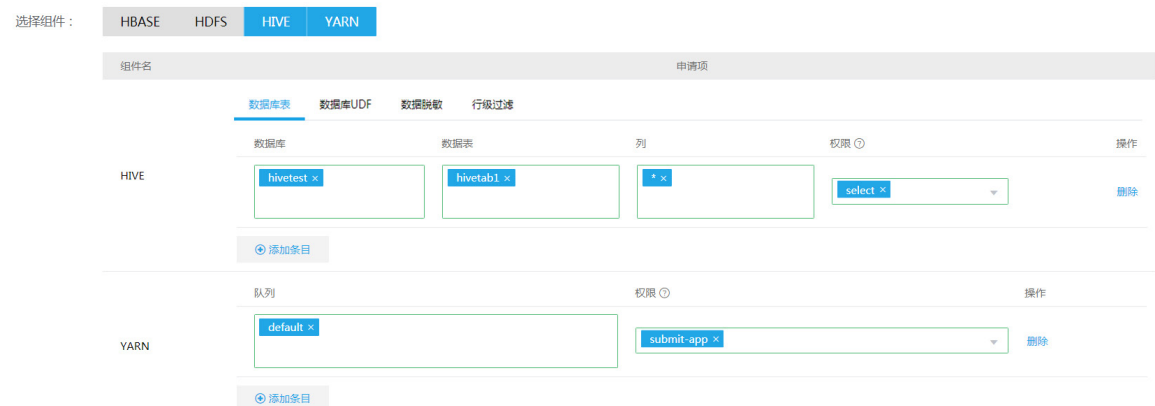 选择组件： HBASE HDFS HIVE YARN
组件名 申请项
数据库表 数据库UDF 数据脱敏 行级过滤
数据库 数据表 列 权限 ? 操作
HIVE hivetest × hivetab1 × * × select × 删除
+ 添加条目
队列 权限 ? 操作
YARN default × submit-app × 删除
+ 添加条目